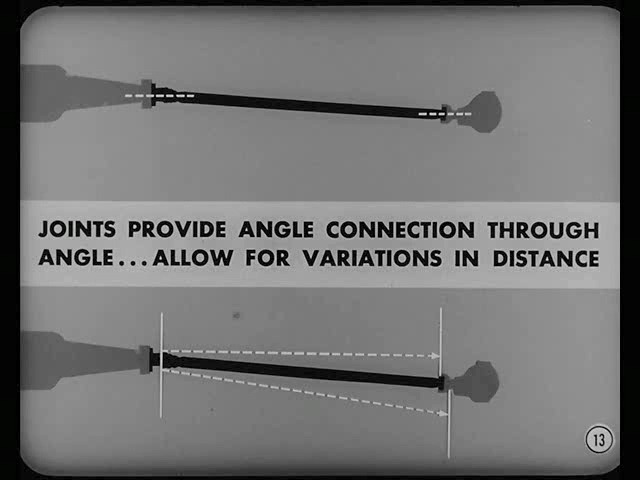 JOINTS PROVIDE ANGLE CONNECTION THROUGH
ANGLE...ALLOW FOR VARIATIONS IN DISTANCE
13